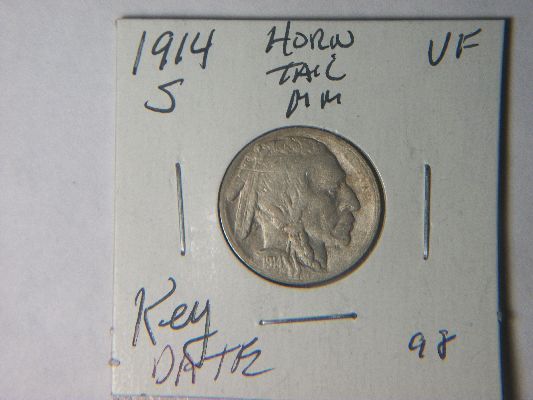 1914 HORN VF
S TAIL
MM
1914
Key
DATE 98